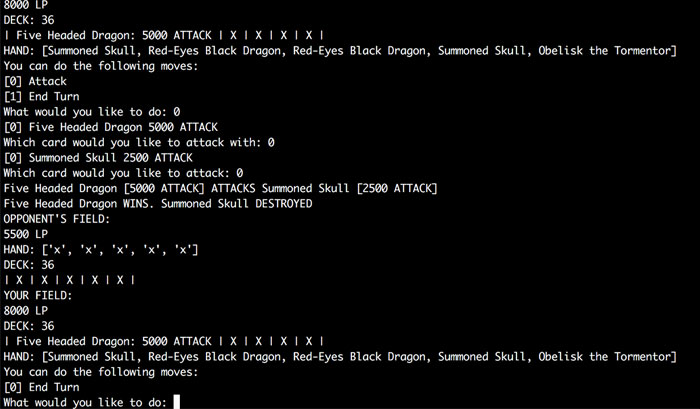 8000 LP
DECK: 36
| Five Headed Dragon: 5000 ATTACK | X | X | X | X |
HAND: [Summoned Skull, Red-Eyes Black Dragon, Red-Eyes Black Dragon, Summoned Skull, Obelisk the Tormentor]
You can do the following moves:
[0] Attack
[1] End Turn
What would you like to do: 0
[0] Five Headed Dragon 5000 ATTACK
Which card would you like to attack with: 0
[0] Summoned Skull 2500 ATTACK
Which card would you like to attack: 0
Five Headed Dragon [5000 ATTACK] ATTACKS Summoned Skull [2500 ATTACK]
Five Headed Dragon WINS. Summoned Skull DESTROYED
OPPONENT'S FIELD:
5500 LP
HAND: ['x', 'x', 'x', 'x', 'x']
DECK: 36
| X | X | X | X | X |
YOUR FIELD:
8000 LP
DECK: 36
| Five Headed Dragon: 5000 ATTACK | X | X | X | X |
HAND: [Summoned Skull, Red-Eyes Black Dragon, Red-Eyes Black Dragon, Summoned Skull, Obelisk the Tormentor]
You can do the following moves:
[0] End Turn
What would you like to do: